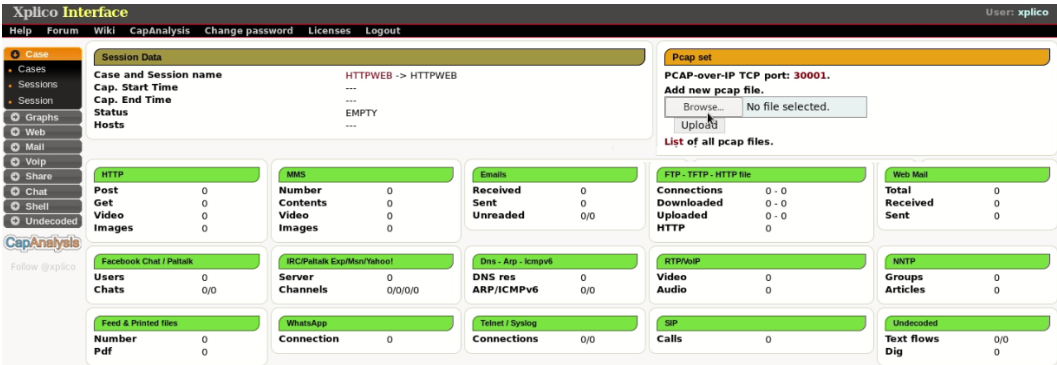 Xplico Interface
User: xplico
Help Forum Wiki CapAnalysis Change password Licenses Logout
Case
Cases
Sessions
Session
Graphs
Web
Mail
Voip
Share
Chat
Shell
Undecoded
CapAnalysis
Follow @xplico
Session Data
Case and Session name HTTPWEB -> HTTPWEB
Cap. Start Time ---
Cap. End Time ---
Status EMPTY
Hosts ---
Pcap set
PCAP-over-IP TCP port: 30001.
Add new pcap file.
Browse... No file selected.
Upload
List of all pcap files.
HTTP
Post 0
Get 0
Video 0
Images 0
MMS
Number 0
Contents 0
Video 0
Images 0
Emails
Received 0
Sent 0
Unreaded 0/0
FTP - TFTP - HTTP file
Connections 0 - 0
Downloaded 0 - 0
Uploaded 0 - 0
HTTP 0
Web Mail
Total 0
Received 0
Sent 0
Facebook Chat / Paltalk
Users 0
Chats 0/0
IRC/Paltalk Exp/Msn/Yahoo!
Server 0
Channels 0/0/0/0
Dns - Arp - Icmpv6
DNS res 0
ARP/ICMPv6 0/0
RTP/VoIP
Video 0
Audio 0
NNTP
Groups 0
Articles 0
Feed & Printed files
Number 0
Pdf 0
WhatsApp
Connection 0
Telnet / Syslog
Connections 0/0
SIP
Calls 0
Undecoded
Text flows 0/0
Dig 0